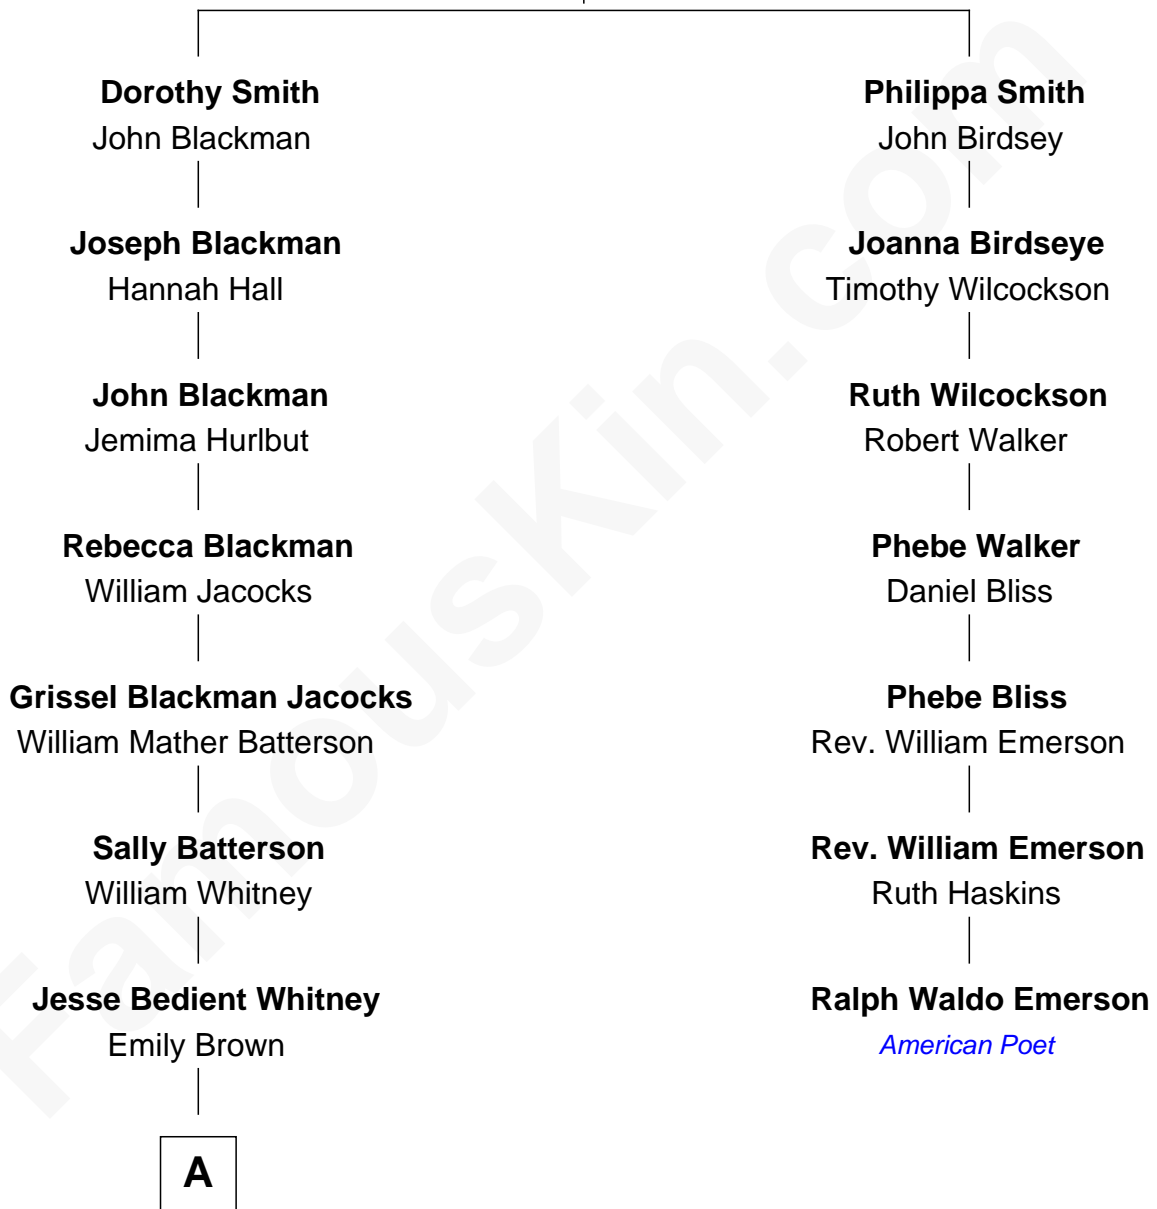 Dorothy Smith
John Blackman
Joseph Blackman
Hannah Hall
John Blackman
Jemima Hurlbut
Rebecca Blackman
William Jacocks
Grissel Blackman Jacocks
William Mather Batterson
Sally Batterson
William Whitney
Jesse Bedient Whitney
Emily Brown
A
Philippa Smith
John Birdsey
Joanna Birdseye
Timothy Wilcockson
Ruth Wilcockson
Robert Walker
Phebe Walker
Daniel Bliss
Phebe Bliss
Rev. William Emerson
Rev. William Emerson
Ruth Haskins
Ralph Waldo Emerson
American Poet
FamousKin.com